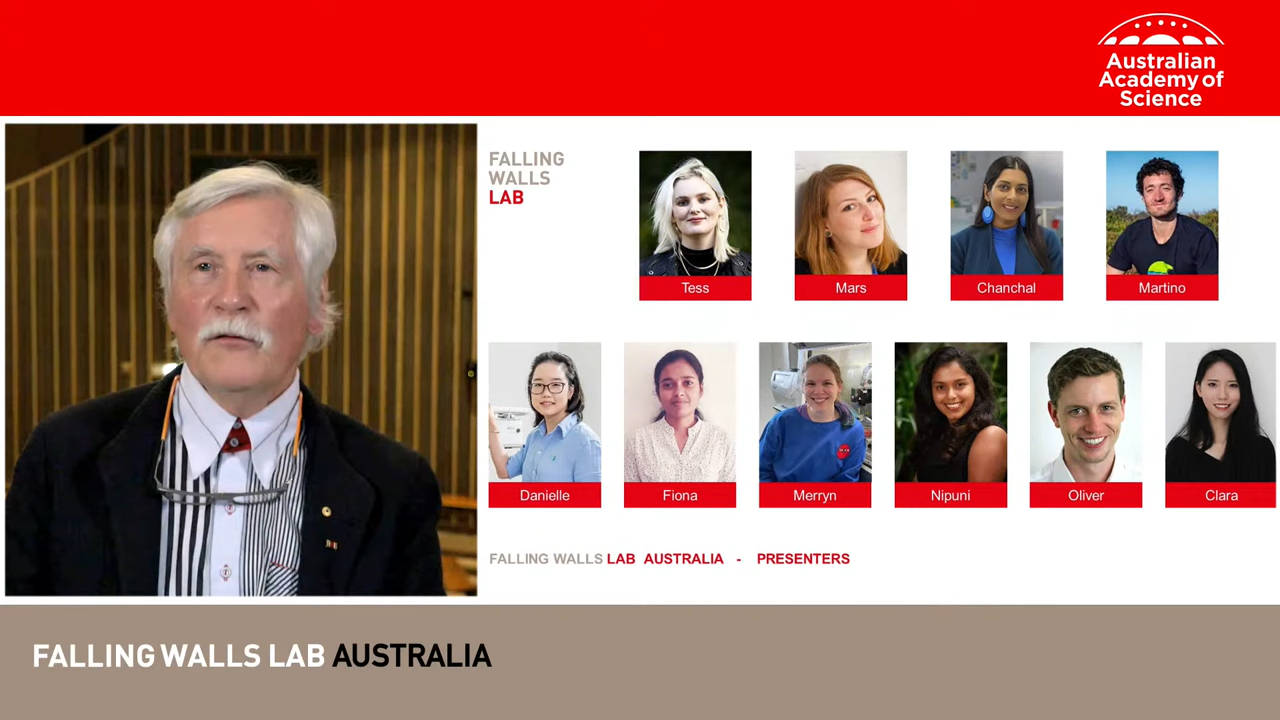 Australian
Academy of
Science
FALLING
WALLS
LAB
Tess
Mars
Chanchal
Martino
Danielle
Fiona
Merryn
Nipuni
Oliver
Clara
FALLING WALLS LAB AUSTRALIA - PRESENTERS
FALLING WALLS LAB AUSTRALIA